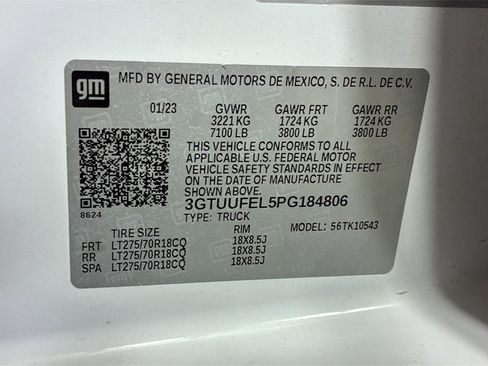 gm
MFD BY GENERAL MOTORS DE MEXICO, S. DE R.L. DE C.V.
01/23 GVWR GAWR FRT GAWR RR
3221 KG 1724 KG 1724 KG
7100 LB 3800 LB 3800 LB
THIS VEHICLE CONFORMS TO ALL
APPLICABLE U.S. FEDERAL MOTOR
VEHICLE SAFETY STANDARDS IN EFFECT
ON THE DATE OF MANUFACTURE
SHOWN ABOVE.
8624 3GTUUFEL5PG184806
TYPE: TRUCK
TIRE SIZE RIM MODEL: 56TK10543
FRT LT275/70R18CQ 18X8.5J
RR LT275/70R18CQ 18X8.5J
SPA LT275/70R18CQ 18X8.5J